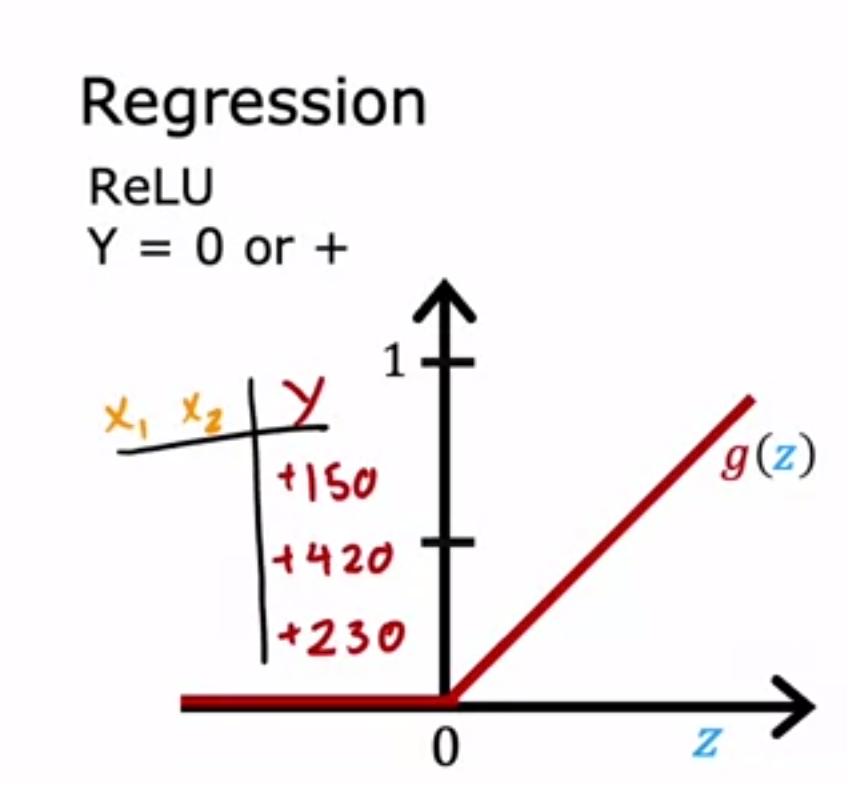 Regression
ReLU
Y = 0 or +
1
x₁ x₂ Y
+150
+420
+230
g(z)
0
z